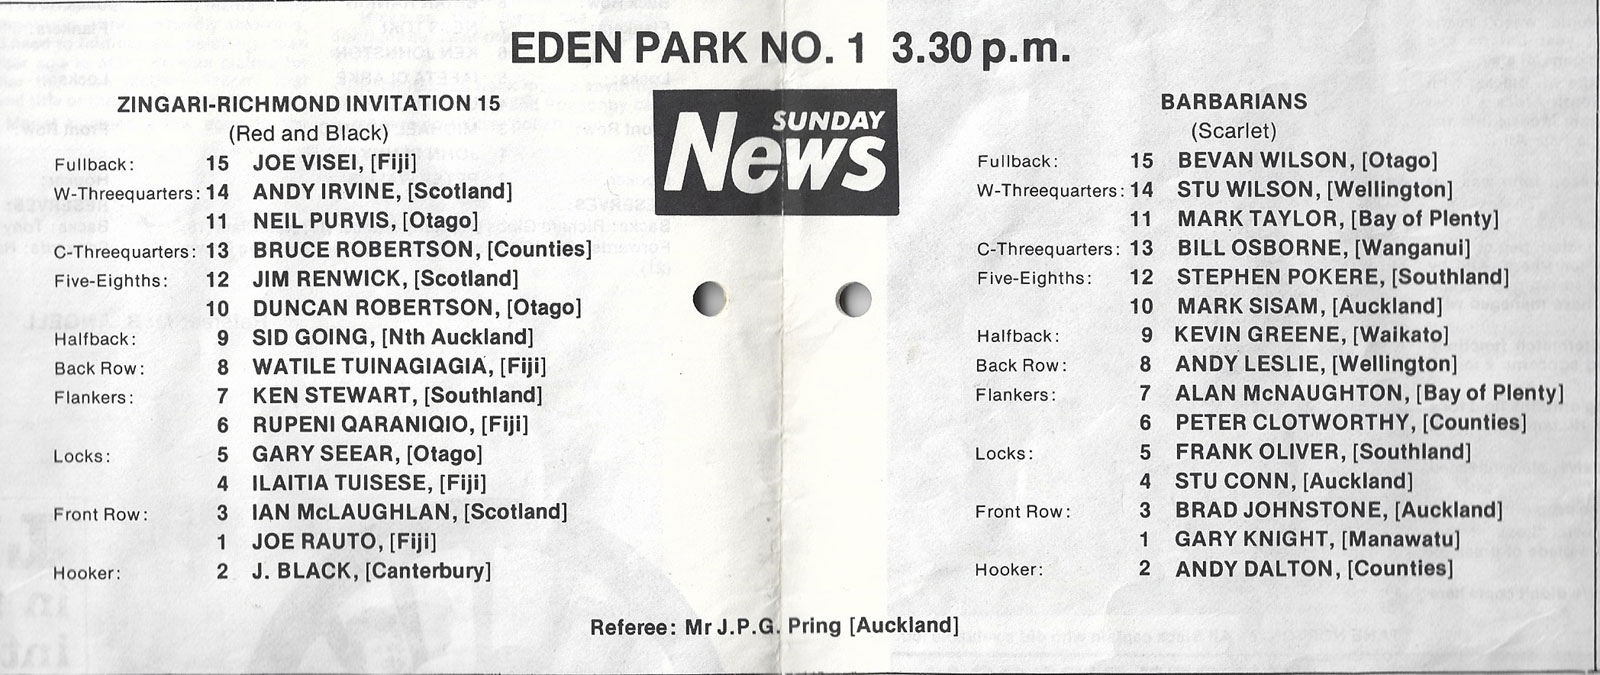 EDEN PARK NO. 1 3.30 p.m.
ZINGARI-RICHMOND INVITATION 15
(Red and Black)
Fullback: 15 JOE VISEI, [Fiji]
W-Threequarters: 14 ANDY IRVINE, [Scotland]
11 NEIL PURVIS, [Otago]
C-Threequarters: 13 BRUCE ROBERTSON, [Counties]
Five-Eighths: 12 JIM RENWICK, [Scotland]
10 DUNCAN ROBERTSON, [Otago]
Halfback: 9 SID GOING, [Nth Auckland]
Back Row: 8 WATILE TUINAGIAGIA, [Fiji]
Flankers: 7 KEN STEWART, [Southland]
6 RUPENI QARANIQIO, [Fiji]
Locks: 5 GARY SEEAR, [Otago]
4 ILAITIA TUISESE, [Fiji]
Front Row: 3 IAN McLAUGHLAN, [Scotland]
1 JOE RAUTO, [Fiji]
Hooker: 2 J. BLACK, [Canterbury]
SUNDAY
News
BARBARIANS
(Scarlet)
Fullback: 15 BEVAN WILSON, [Otago]
W-Threequarters: 14 STU WILSON, [Wellington]
11 MARK TAYLOR, [Bay of Plenty]
C-Threequarters: 13 BILL OSBORNE, [Wanganui]
Five-Eighths: 12 STEPHEN POKERE, [Southland]
10 MARK SISAM, [Auckland]
Halfback: 9 KEVIN GREENE, [Waikato]
Back Row: 8 ANDY LESLIE, [Wellington]
Flankers: 7 ALAN McNAUGHTON, [Bay of Plenty]
6 PETER CLOTWORTHY, [Counties]
Locks: 5 FRANK OLIVER, [Southland]
4 STU CONN, [Auckland]
Front Row: 3 BRAD JOHNSTONE, [Auckland]
1 GARY KNIGHT, [Manawatu]
Hooker: 2 ANDY DALTON, [Counties]
Referee: Mr J.P.G. Pring [Auckland]